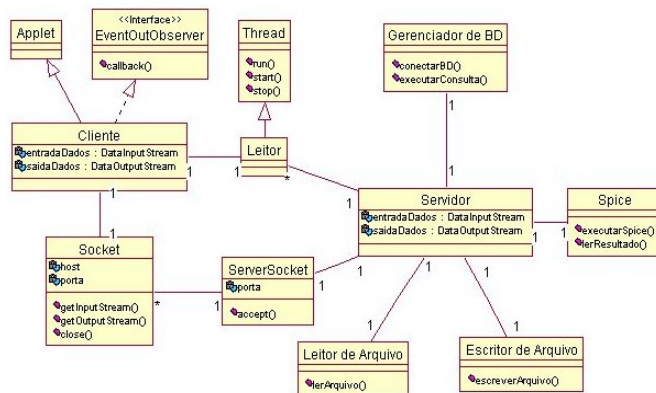 Applet
<<Interface>>
EventOutObserver
callback()
Thread
run()
start()
stop()
Gerenciador de BD
conectarBD()
executarConsulta()
Cliente
entradaDados : DataInputStream
saidaDados : DataOutputStream
Leitor
Servidor
entradaDados : DataInputStream
saidaDados : DataOutputStream
Spice
executarSpice()
lerResultado()
Socket
host
porta
getInputStream()
getOutputStream()
close()
ServerSocket
porta
accept()
Leitor de Arquivo
lerArquivo()
Escritor de Arquivo
escreverArquivo()
1
1
1
1
*
1
1
1
1
1
*
1
1
1
1
1
1
1